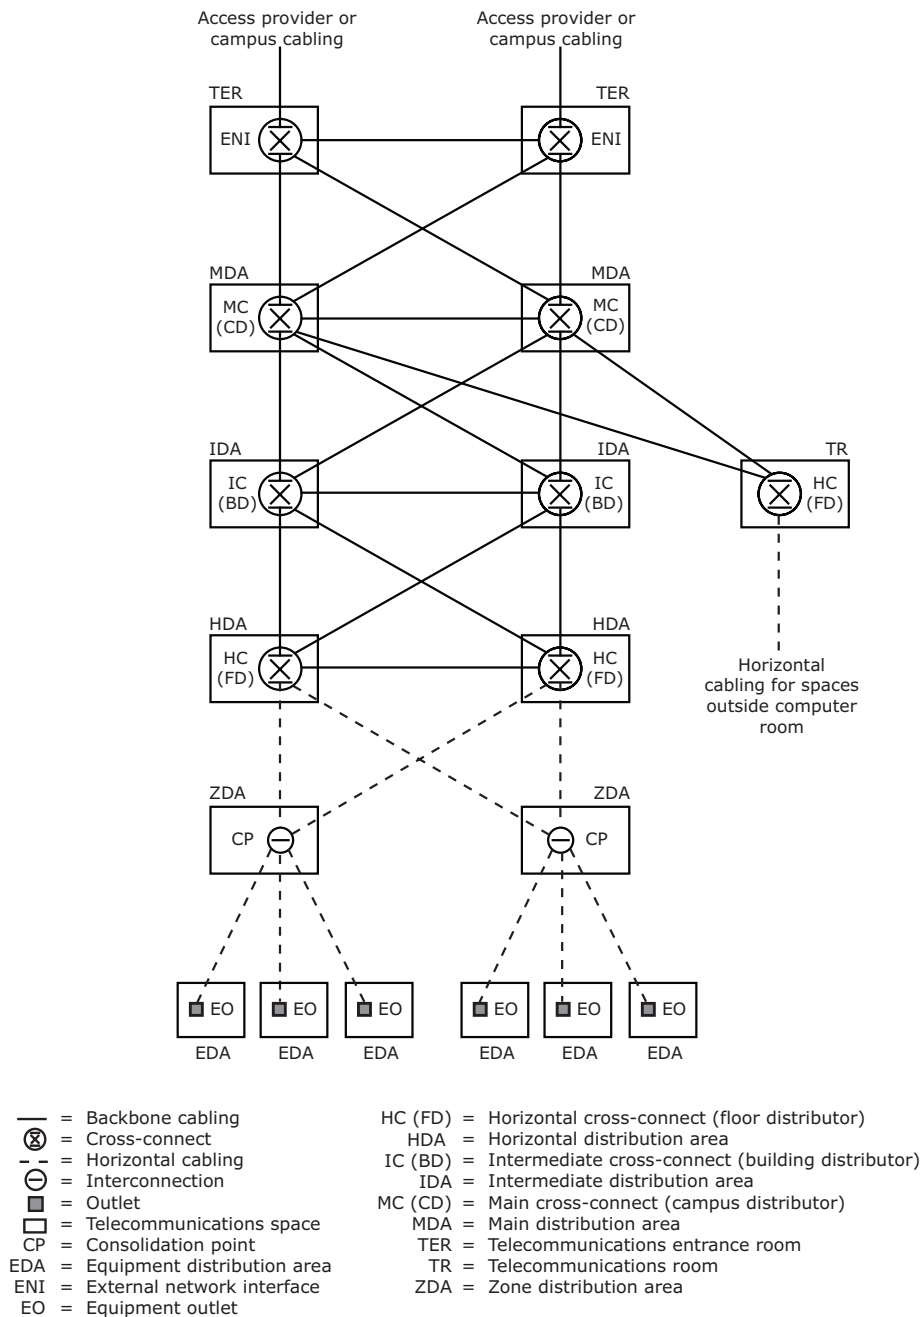 Access provider or
campus cabling
Access provider or
campus cabling
TER
TER
ENI
ENI
MDA
MDA
MC
(CD)
MC
(CD)
IDA
IDA
TR
IC
(BD)
IC
(BD)
HC
(FD)
HDA
HDA
HC
(FD)
HC
(FD)
Horizontal
cabling for spaces
outside computer
room
ZDA
ZDA
CP
CP
EO
EO
EO
EO
EO
EO
EDA
EDA
EDA
EDA
EDA
EDA
= Backbone cabling
= Cross-connect
= Horizontal cabling
= Interconnection
= Outlet
= Telecommunications space
CP = Consolidation point
EDA = Equipment distribution area
ENI = External network interface
EO = Equipment outlet
HC (FD) = Horizontal cross-connect (floor distributor)
HDA = Horizontal distribution area
IC (BD) = Intermediate cross-connect (building distributor)
IDA = Intermediate distribution area
MC (CD) = Main cross-connect (campus distributor)
MDA = Main distribution area
TER = Telecommunications entrance room
TR = Telecommunications room
ZDA = Zone distribution area